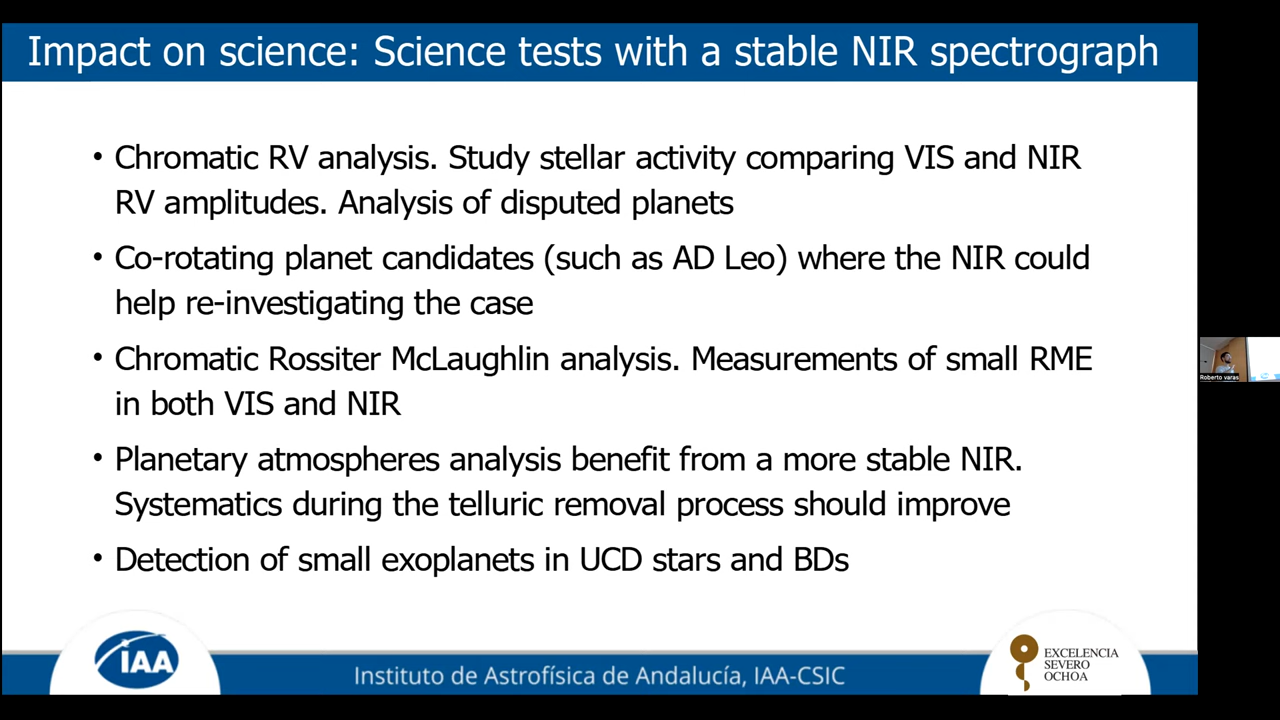 Impact on science: Science tests with a stable NIR spectrograph
• Chromatic RV analysis. Study stellar activity comparing VIS and NIR
RV amplitudes. Analysis of disputed planets
• Co-rotating planet candidates (such as AD Leo) where the NIR could
help re-investigating the case
• Chromatic Rossiter McLaughlin analysis. Measurements of small RME
in both VIS and NIR
• Planetary atmospheres analysis benefit from a more stable NIR.
Systematics during the telluric removal process should improve
• Detection of small exoplanets in UCD stars and BDs
Roberto varas
IAA
Instituto de Astrofísica de Andalucía, IAA-CSIC
EXCELENCIA
SEVERO
OCHOA